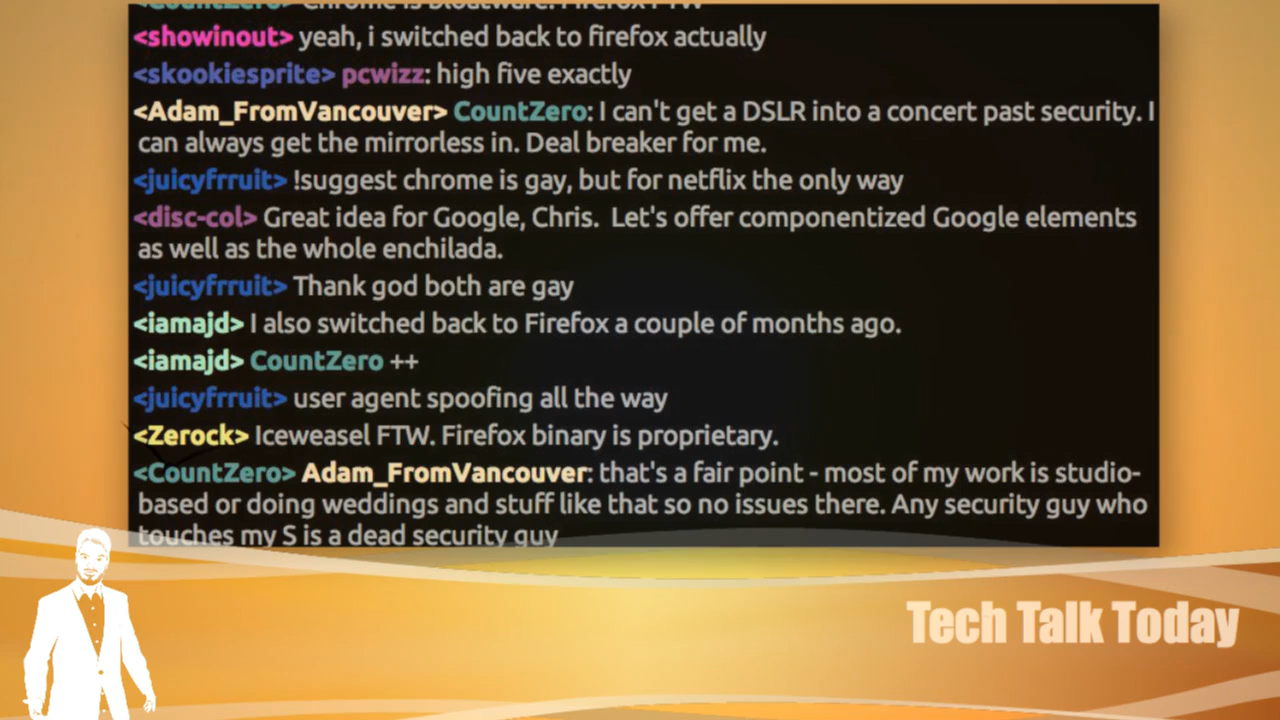 <CountZero> Chrome is bloatware. Firefox FTW
<showinout> yeah, i switched back to firefox actually
<skookiesprite> pcwizz: high five exactly
<Adam_FromVancouver> CountZero: I can't get a DSLR into a concert past security. I
can always get the mirrorless in. Deal breaker for me.
<juicyfrruit> !suggest chrome is gay, but for netflix the only way
<disc-col> Great idea for Google, Chris.  Let's offer componentized Google elements
as well as the whole enchilada.
<juicyfrruit> Thank god both are gay
<iamajd> I also switched back to Firefox a couple of months ago.
<iamajd> CountZero ++
<juicyfrruit> user agent spoofing all the way
<Zerock> Iceweasel FTW. Firefox binary is proprietary.
<CountZero> Adam_FromVancouver: that's a fair point - most of my work is studio-
based or doing weddings and stuff like that so no issues there. Any security guy who
touches my S is a dead security guy
Tech Talk Today